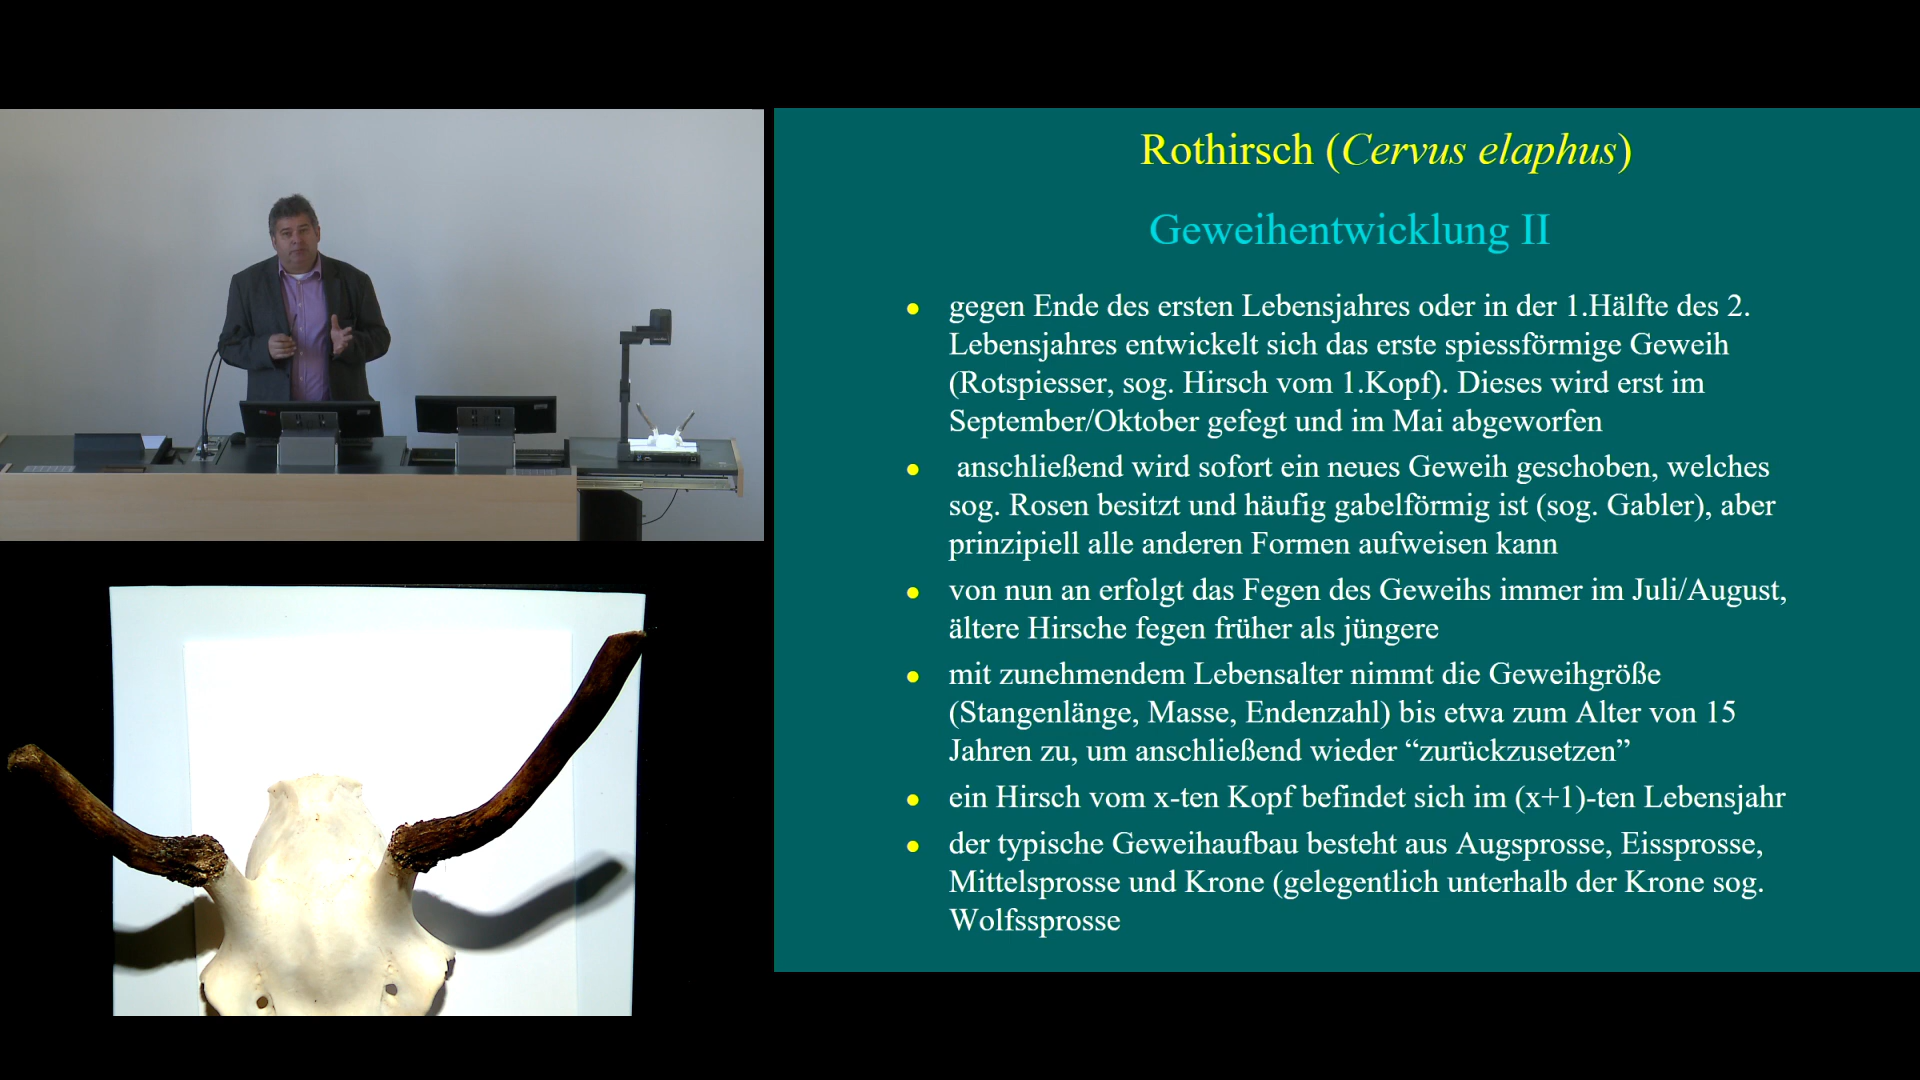 Rothirsch (Cervus elaphus)
Geweihentwicklung II
● gegen Ende des ersten Lebensjahres oder in der 1.Hälfte des 2.
Lebensjahres entwickelt sich das erste spiessförmige Geweih
(Rotspiesser, sog. Hirsch vom 1.Kopf). Dieses wird erst im
September/Oktober gefegt und im Mai abgeworfen
● anschließend wird sofort ein neues Geweih geschoben, welches
sog. Rosen besitzt und häufig gabelförmig ist (sog. Gabler), aber
prinzipiell alle anderen Formen aufweisen kann
● von nun an erfolgt das Fegen des Geweihs immer im Juli/August,
ältere Hirsche fegen früher als jüngere
● mit zunehmendem Lebensalter nimmt die Geweihgröße
(Stangenlänge, Masse, Endenzahl) bis etwa zum Alter von 15
Jahren zu, um anschließend wieder “zurückzusetzen”
● ein Hirsch vom x-ten Kopf befindet sich im (x+1)-ten Lebensjahr
● der typische Geweihaufbau besteht aus Augsprosse, Eissprosse,
Mittelsprosse und Krone (gelegentlich unterhalb der Krone sog.
Wolfssprosse